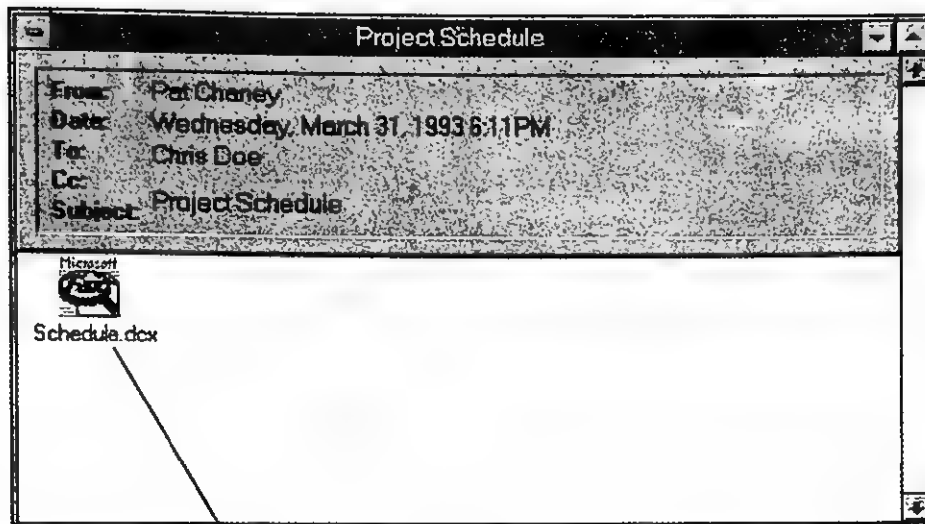 Project Schedule
From: Pat Chaney
Date: Wednesday, March 31, 1993 6:11PM
To: Chris Doe
Cc:
Subject: Project Schedule
Microsoft
Schedule.dcx